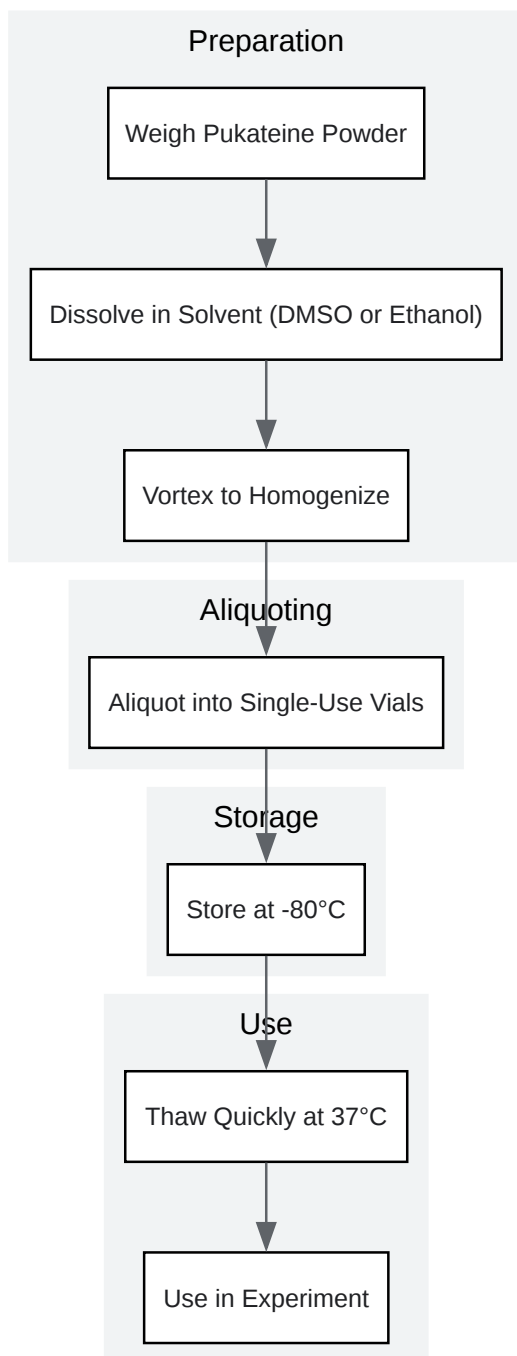 Preparation
Weigh Pukateine Powder
Dissolve in Solvent (DMSO or Ethanol)
Vortex to Homogenize
Aliquoting
Aliquot into Single-Use Vials
Storage
Store at -80°C
Use
Thaw Quickly at 37°C
Use in Experiment